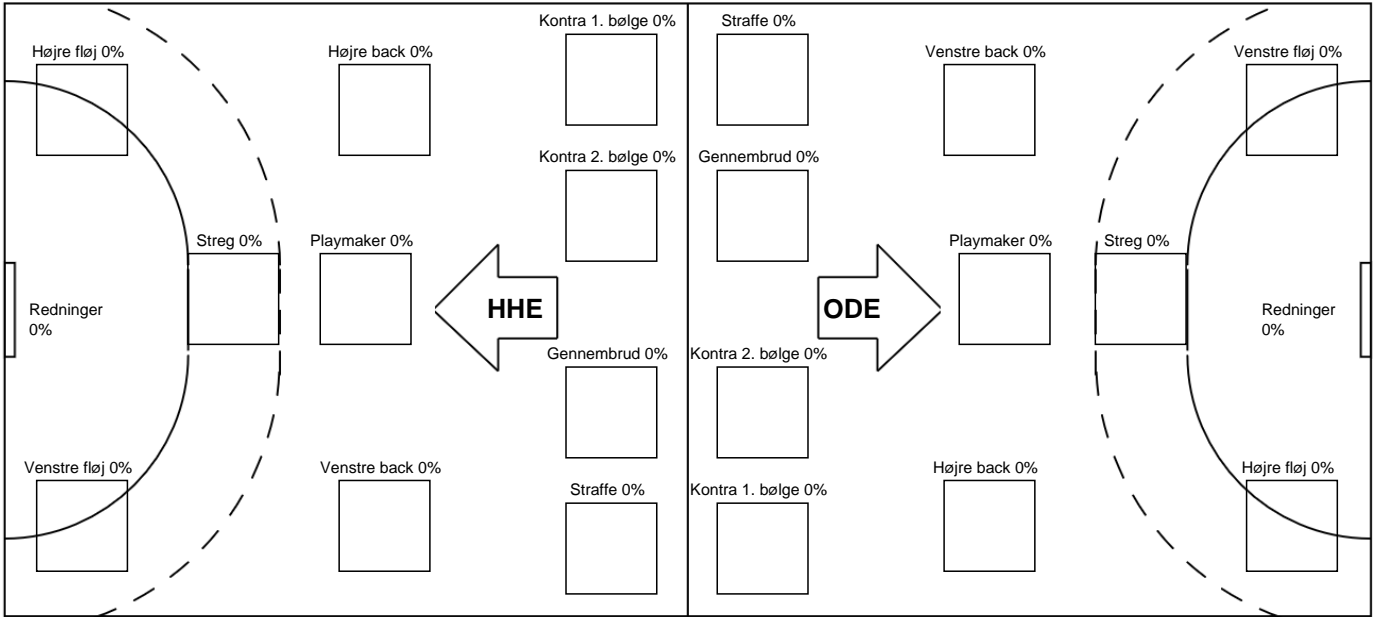 Kontra 1. bølge 0%
Straffe 0%
Højre fløj 0%
Højre back 0%
Venstre back 0%
Venstre fløj 0%
Kontra 2. bølge 0%
Gennembrud 0%
Streg 0%
Playmaker 0%
Playmaker 0%
Streg 0%
Redninger
0%
HHE
ODE
Redninger
0%
Gennembrud 0%
Kontra 2. bølge 0%
Venstre fløj 0%
Venstre back 0%
Højre back 0%
Højre fløj 0%
Straffe 0%
Kontra 1. bølge 0%